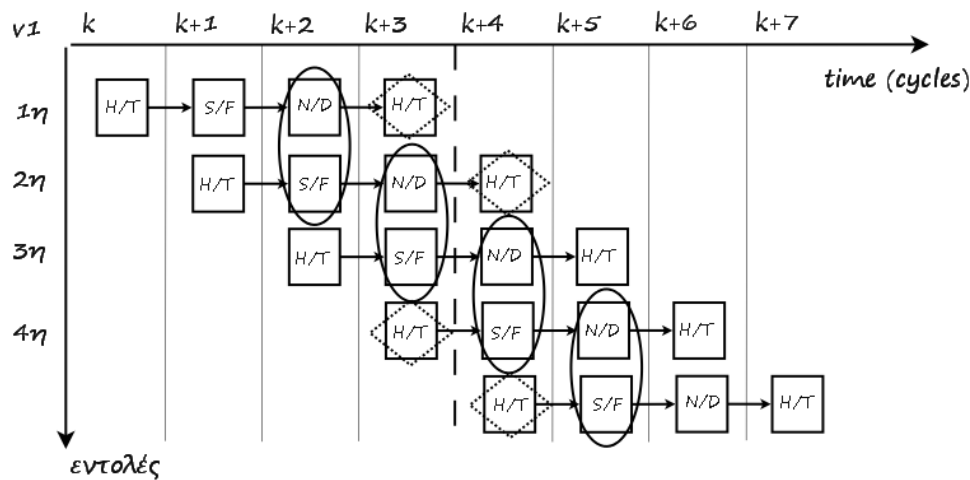 v1 k k+1 k+2 k+3 k+4 k+5 k+6 k+7
time (cycles)
1η H/T S/F N/D H/T
2η H/T S/F N/D H/T
3η H/T S/F N/D H/T
4η H/T S/F N/D H/T
H/T S/F N/D H/T
εντολές